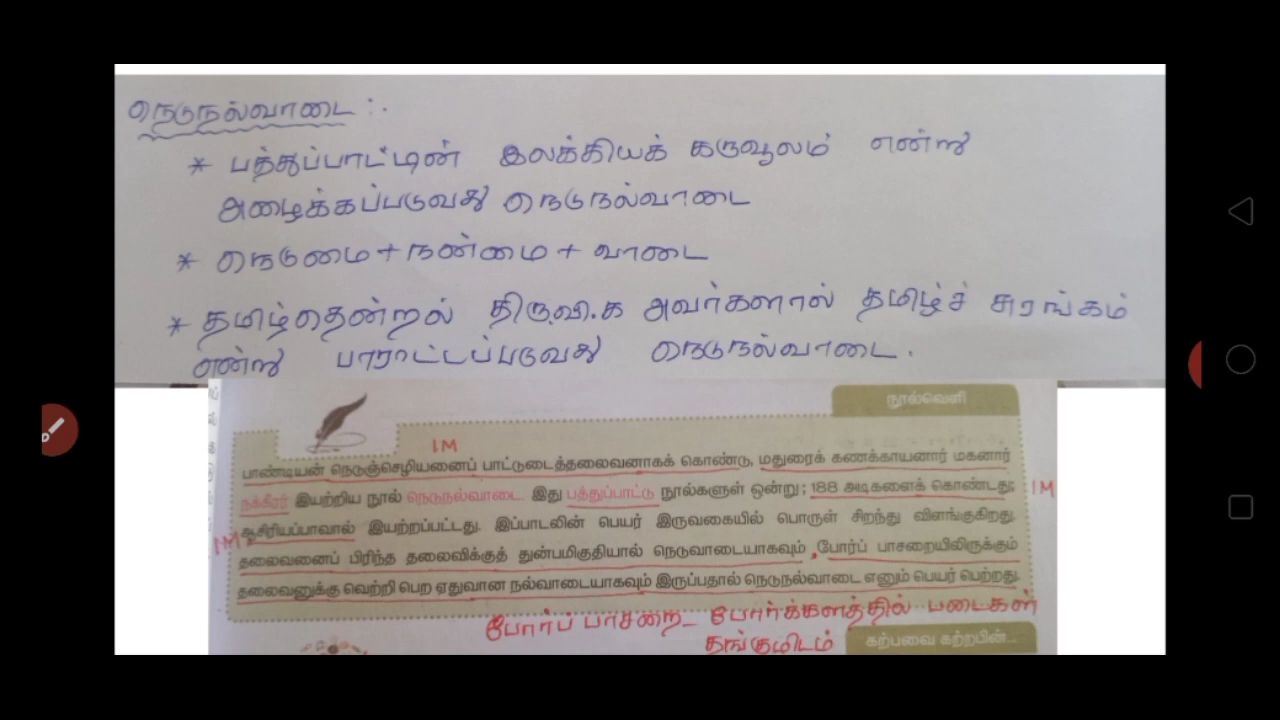 நெடுநல்வாடை :-
* பத்துப்பாட்டின் இலக்கியக் கருவூலம் என்று
அழைக்கப்படுவது நெடுநல்வாடை
* நெடுமை + நன்மை + வாடை
* தமிழ்தென்றல் திரு.வி.க அவர்களால் தமிழ்ச் சுரங்கம்
என்று பாராட்டப்படுவது நெடுநல்வாடை.
நூல்வெளி
1M
பாண்டியன் நெடுஞ்செழியனைப் பாட்டுடைத்தலைவனாகக் கொண்டு, மதுரைக் கணக்காயனார் மகனார்
நக்கீரர் இயற்றிய நூல் நெடுநல்வாடை. இது பத்துப்பாட்டு நூல்களுள் ஒன்று; 188 அடிகளைக் கொண்டது; 1M
1M ஆசிரியப்பாவால் இயற்றப்பட்டது. இப்பாடலின் பெயர் இருவகையில் பொருள் சிறந்து விளங்குகிறது.
தலைவனைப் பிரிந்த தலைவிக்குத் துன்பமிகுதியால் நெடுவாடையாகவும் போர்ப் பாசறையிலிருக்கும்
தலைவனுக்கு வெற்றி பெற ஏதுவான நல்வாடையாகவும் இருப்பதால் நெடுநல்வாடை எனும் பெயர் பெற்றது.
போர்ப் பாசறை - போர்க்களத்தில் படைகள்
தங்குமிடம்
கற்பவை கற்றபின்...